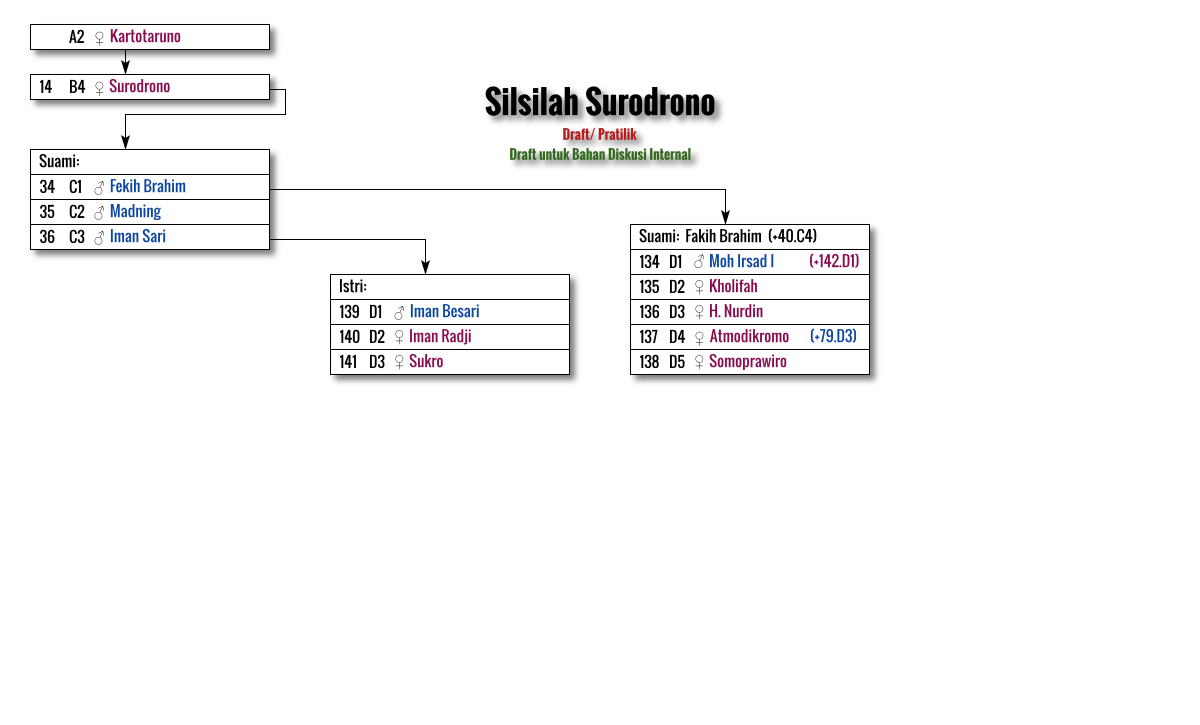 A2 ♀ Kartotaruno
14 B4 ♀ Surodrono
Silsilah Surodrono
Draft/ Pratilik
Draft untuk Bahan Diskusi Internal
Suami:
34 C1 ♂ Fekih Brahim
35 C2 ♂ Madning
36 C3 ♂ Iman Sari
Istri:
139 D1 ♂ Iman Besari
140 D2 ♀ Iman Radji
141 D3 ♀ Sukro
Suami: Fakih Brahim (+40.C4)
134 D1 ♂ Moh Irsad I (+142.D1)
135 D2 ♀ Kholifah
136 D3 ♀ H. Nurdin
137 D4 ♀ Atmodikromo (+79.D3)
138 D5 ♀ Somoprawiro